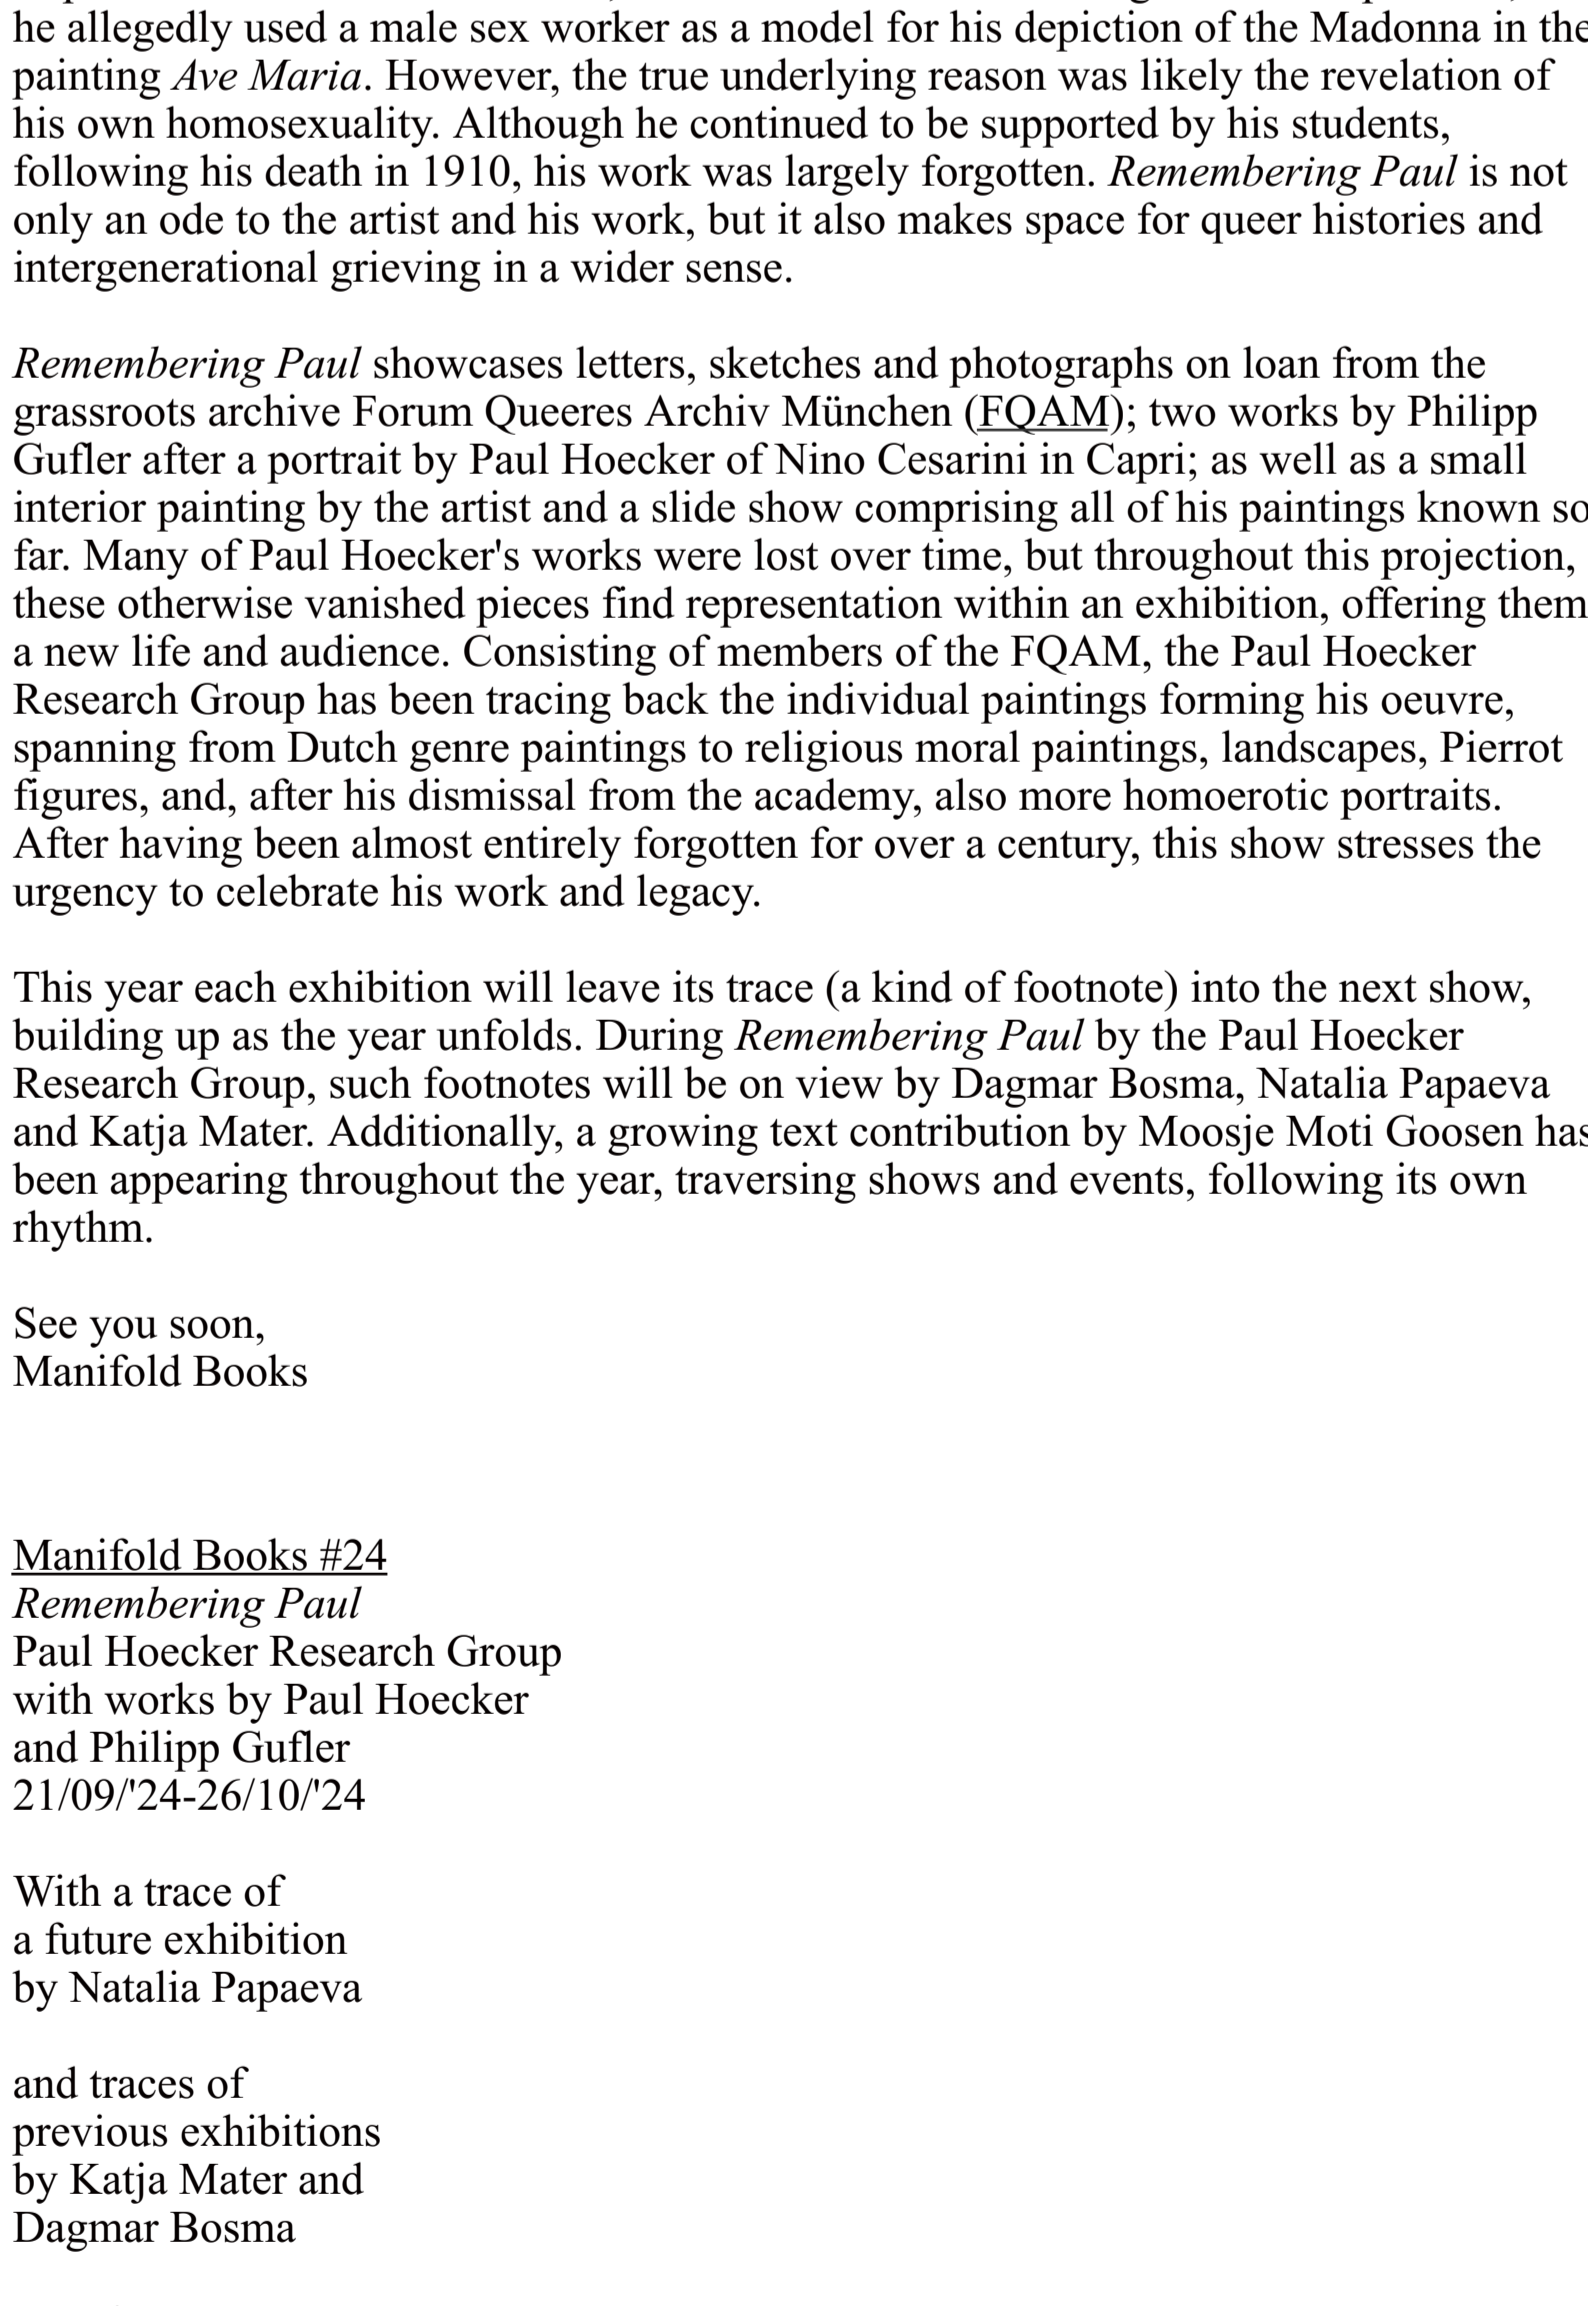 he allegedly used a male sex worker as a model for his depiction of the Madonna in the
painting Ave Maria. However, the true underlying reason was likely the revelation of
his own homosexuality. Although he continued to be supported by his students,
following his death in 1910, his work was largely forgotten. Remembering Paul is not
only an ode to the artist and his work, but it also makes space for queer histories and
intergenerational grieving in a wider sense.
Remembering Paul showcases letters, sketches and photographs on loan from the
grassroots archive Forum Queeres Archiv München (FQAM); two works by Philipp
Gufler after a portrait by Paul Hoecker of Nino Cesarini in Capri; as well as a small
interior painting by the artist and a slide show comprising all of his paintings known so
far. Many of Paul Hoecker's works were lost over time, but throughout this projection,
these otherwise vanished pieces find representation within an exhibition, offering them
a new life and audience. Consisting of members of the FQAM, the Paul Hoecker
Research Group has been tracing back the individual paintings forming his oeuvre,
spanning from Dutch genre paintings to religious moral paintings, landscapes, Pierrot
figures, and, after his dismissal from the academy, also more homoerotic portraits.
After having been almost entirely forgotten for over a century, this show stresses the
urgency to celebrate his work and legacy.
This year each exhibition will leave its trace (a kind of footnote) into the next show,
building up as the year unfolds. During Remembering Paul by the Paul Hoecker
Research Group, such footnotes will be on view by Dagmar Bosma, Natalia Papaeva
and Katja Mater. Additionally, a growing text contribution by Moosje Moti Goosen has
been appearing throughout the year, traversing shows and events, following its own
rhythm.
See you soon,
Manifold Books
Manifold Books #24
Remembering Paul
Paul Hoecker Research Group
with works by Paul Hoecker
and Philipp Gufler
21/09/'24-26/10/'24
With a trace of
a future exhibition
by Natalia Papaeva
and traces of
previous exhibitions
by Katja Mater and
Dagmar Bosma